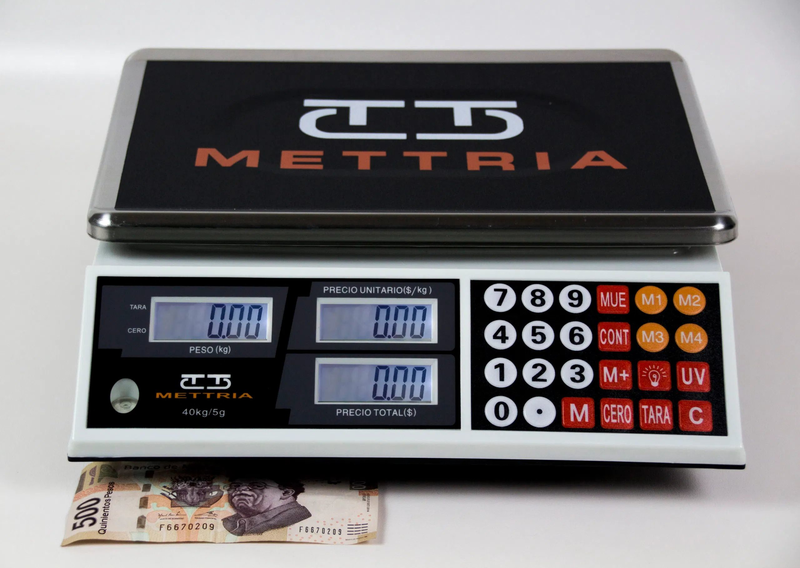 METTRIA
TARA
CERO
0.00
PESO (kg)
PRECIO UNITARIO($/kg)
0.00
0.00
PRECIO TOTAL($)
METTRIA
40kg/5g
7 8 9 MUE M1 M2
4 5 6 CONT M3 M4
1 2 3 M+ UV
0 . M CERO TARA C
Banco de
500
Quinientos Pesos
F6670209
F6670209